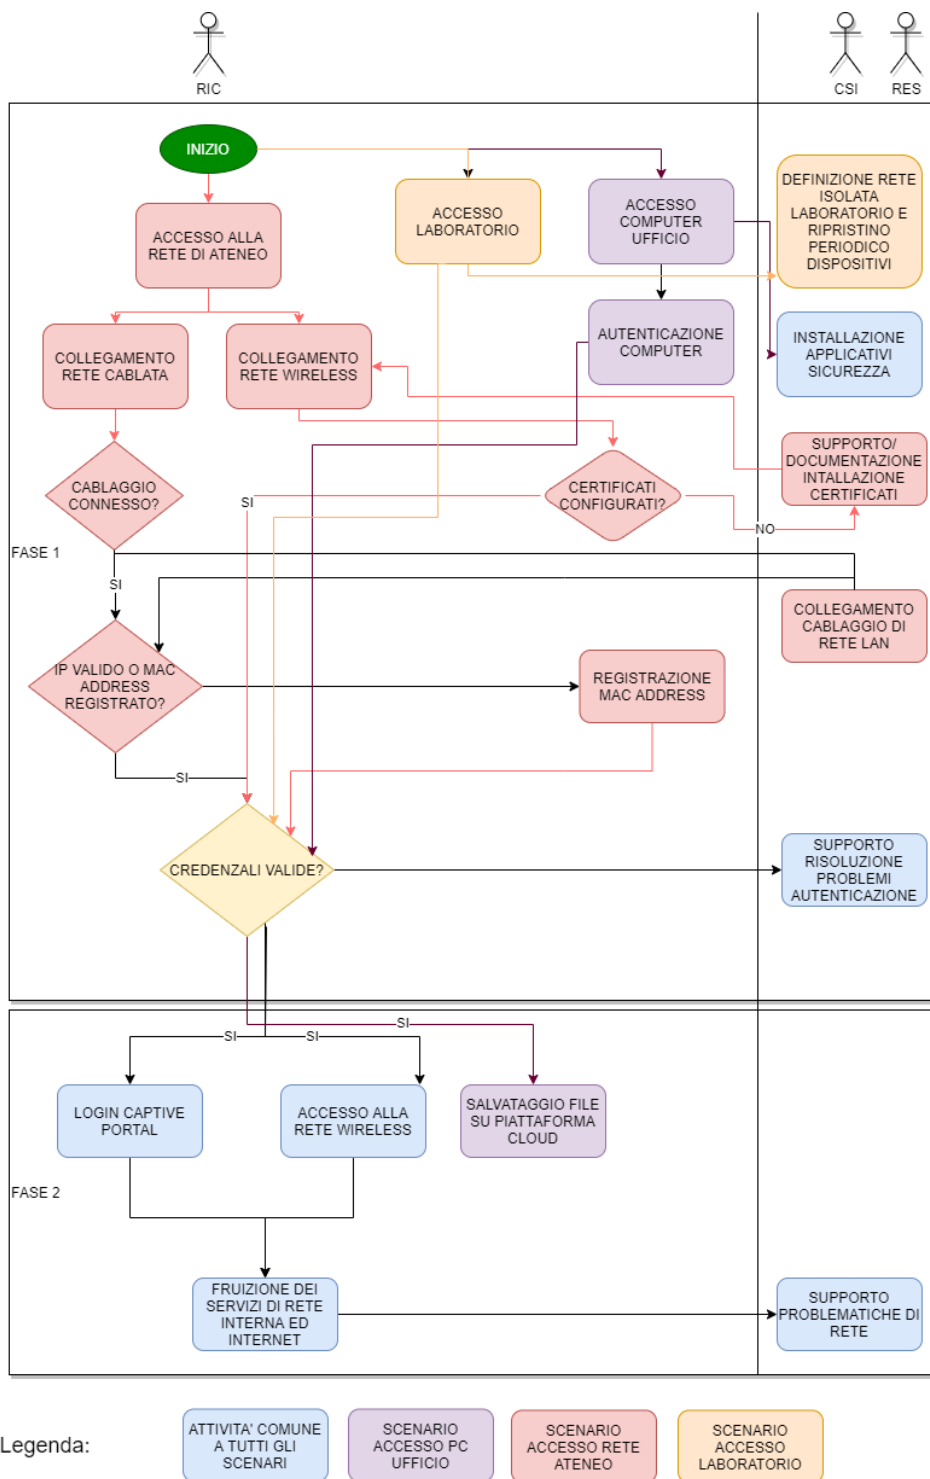 RIC
CSI
RES
INIZIO
ACCESSO ALLA
RETE DI ATENEO
ACCESSO
LABORATORIO
ACCESSO
COMPUTER
UFFICIO
DEFINIZIONE RETE
ISOLATA
LABORATORIO E
RIPRISTINO
PERIODICO
DISPOSITIVI
COLLEGAMENTO
RETE CABLATA
COLLEGAMENTO
RETE WIRELESS
AUTENTICAZIONE
COMPUTER
INSTALLAZIONE
APPLICATIVI
SICUREZZA
CABLAGGIO
CONNESSO?
SI
CERTIFICATI
CONFIGURATI?
NO
SUPPORTO/
DOCUMENTAZIONE
INTALLAZIONE
CERTIFICATI
FASE 1
SI
COLLEGAMENTO
CABLAGGIO DI
RETE LAN
IP VALIDO O MAC
ADDRESS
REGISTRATO?
REGISTRAZIONE
MAC ADDRESS
SI
CREDENZALI VALIDE?
SUPPORTO
RISOLUZIONE
PROBLEMI
AUTENTICAZIONE
SI
SI
SI
LOGIN CAPTIVE
PORTAL
ACCESSO ALLA
RETE WIRELESS
SALVATAGGIO FILE
SU PIATTAFORMA
CLOUD
FASE 2
FRUIZIONE DEI
SERVIZI DI RETE
INTERNA ED
INTERNET
SUPPORTO
PROBLEMATICHE DI
RETE
Legenda:
ATTIVITA' COMUNE
A TUTTI GLI
SCENARI
SCENARIO
ACCESSO PC
UFFICIO
SCENARIO
ACCESSO RETE
ATENEO
SCENARIO
ACCESSO
LABORATORIO